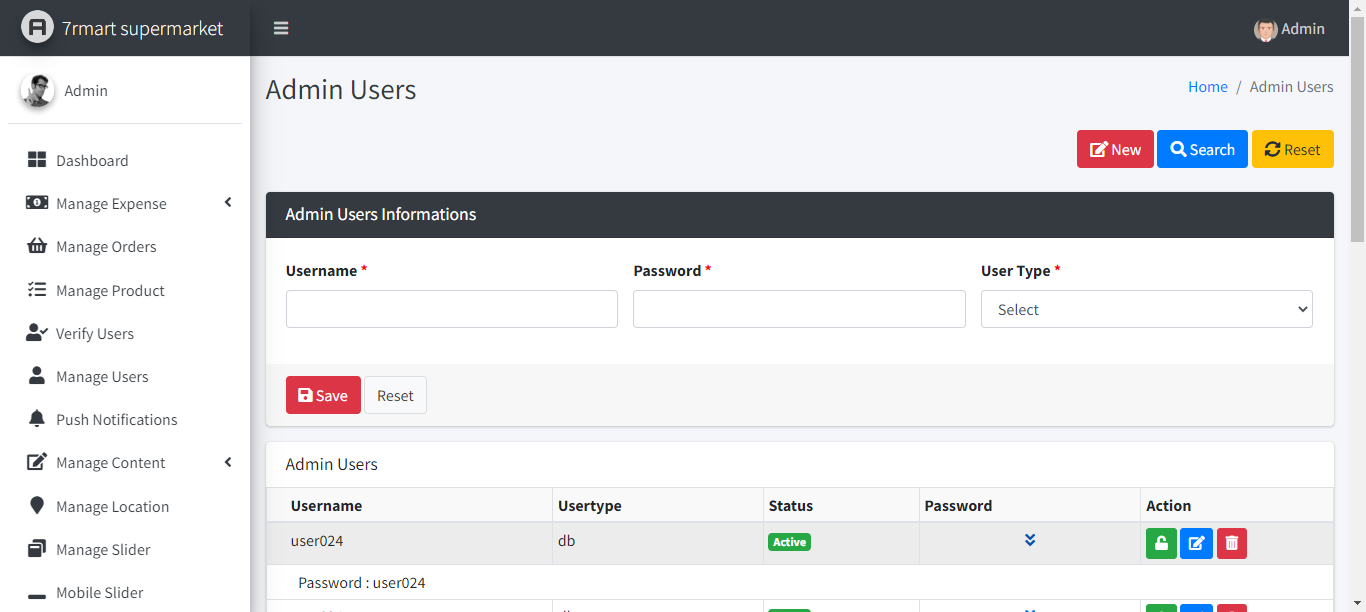 7rmart supermarket
Admin
Admin
Dashboard
Manage Expense
Manage Orders
Manage Product
Verify Users
Manage Users
Push Notifications
Manage Content
Manage Location
Manage Slider
Mobile Slider
Admin Users
Home / Admin Users
New Search Reset
Admin Users Informations
Username * Password * User Type *
Select
Save Reset
Admin Users
Username Usertype Status Password Action
user024 db Active
Password : user024